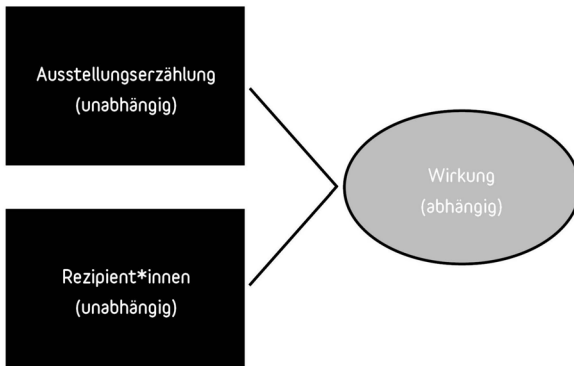 Ausstellungserzählung
(unabhängig)
Wirkung
(abhängig)
Rezipient*innen
(unabhängig)